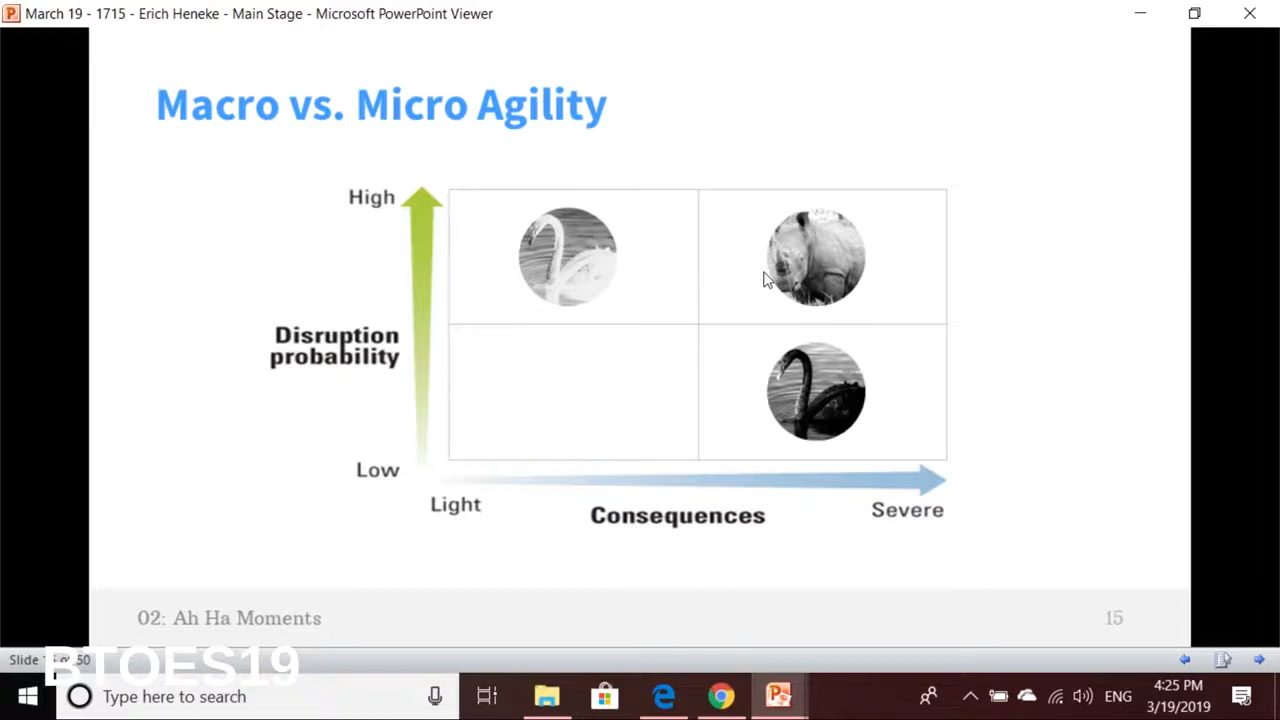 March 19 - 1715 - Erich Heneke - Main Stage - Microsoft PowerPoint Viewer
Macro vs. Micro Agility
High
Disruption
probability
Low
Light
Consequences
Severe
02: Ah Ha Moments
15
Slide
of 50
BTOES19
Type here to search
ENG
4:25 PM
3/19/2019